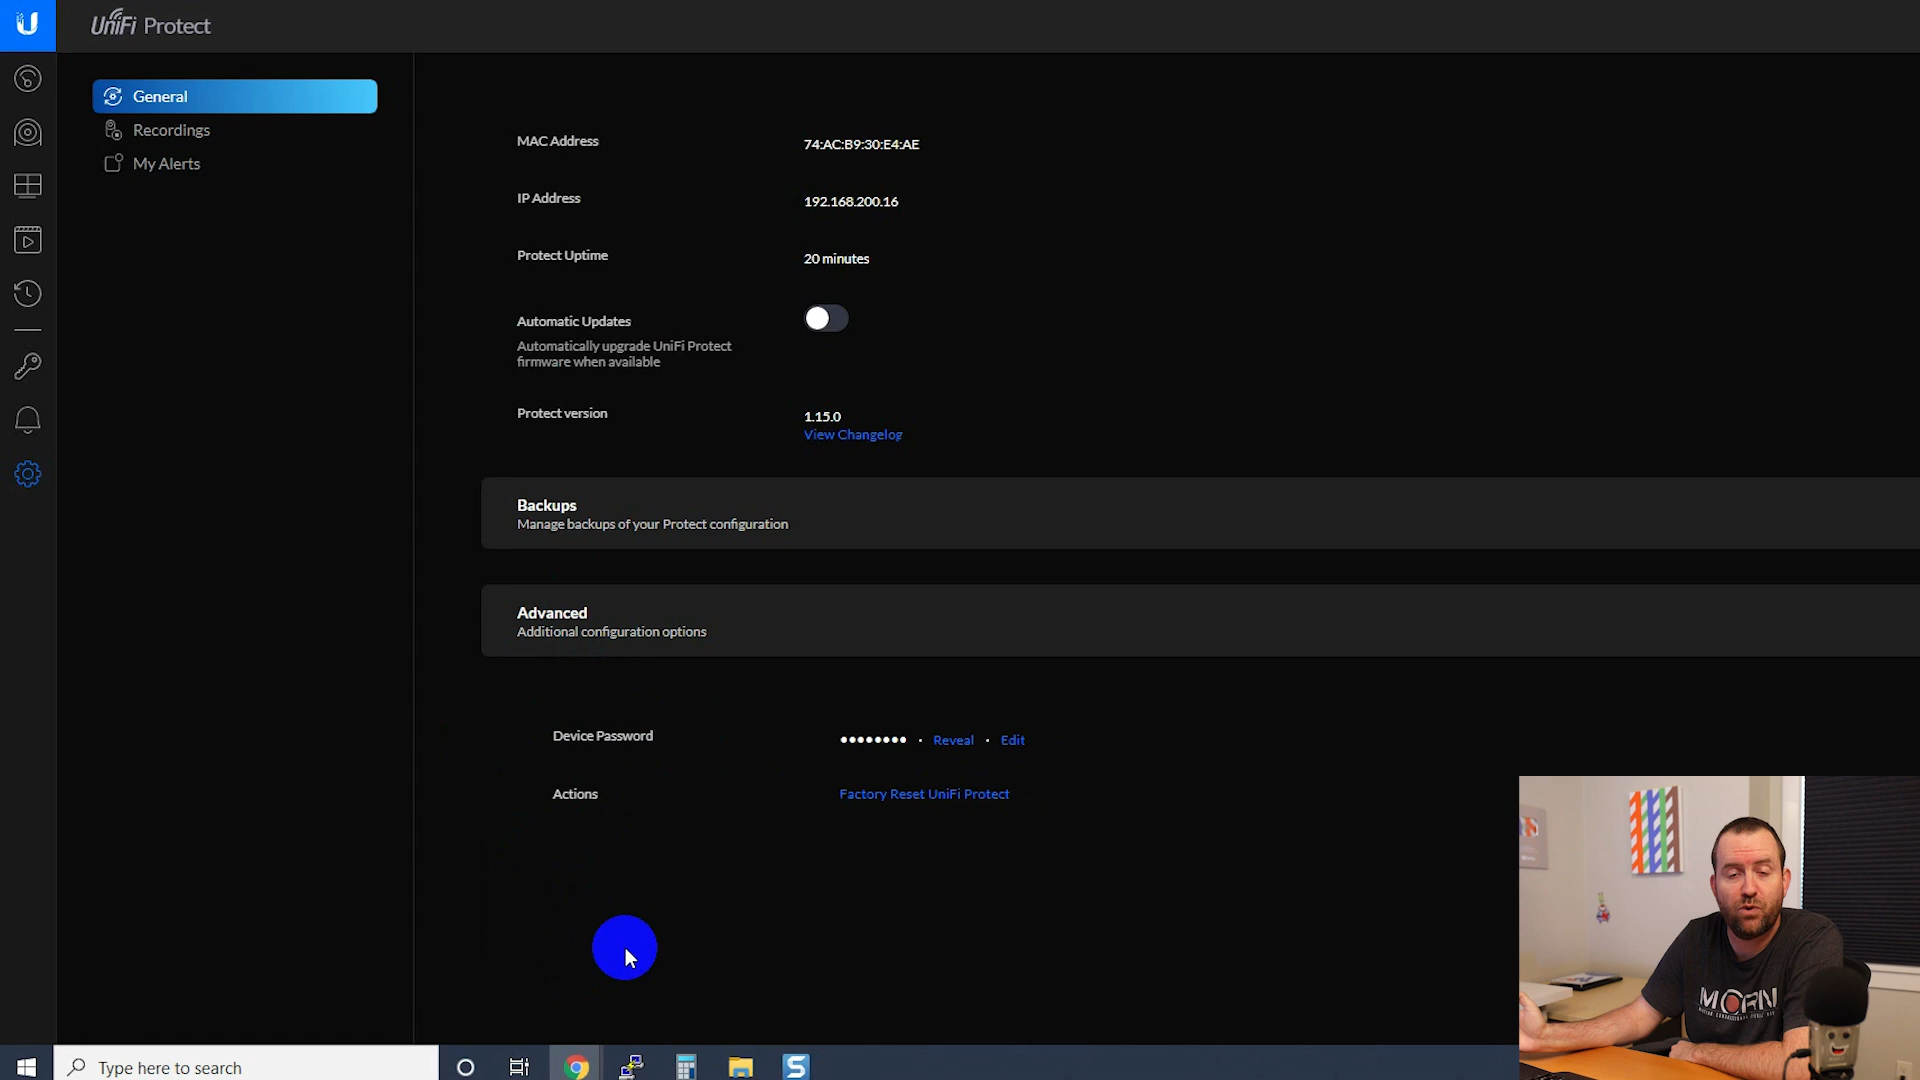 UniFi Protect
General
Recordings
My Alerts
MAC Address
74:AC:B9:30:E4:AE
IP Address
192.168.200.16
Protect Uptime
20 minutes
Automatic Updates
Automatically upgrade UniFi Protect
firmware when available
Protect version
1.15.0
View Changelog
Backups
Manage backups of your Protect configuration
Advanced
Additional configuration options
Device Password
•••••••• • Reveal • Edit
Actions
Factory Reset UniFi Protect
Type here to search